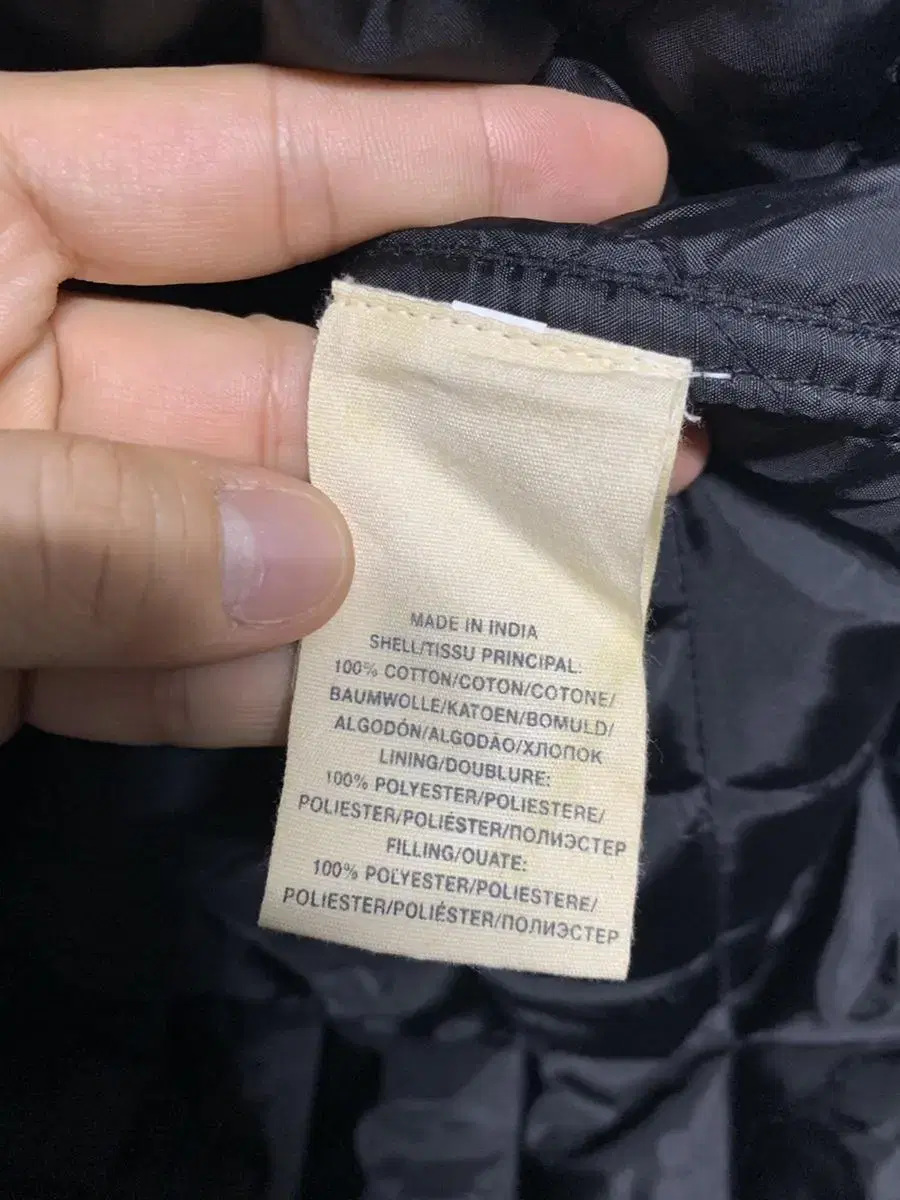 MADE IN INDIA
SHELL/TISSU PRINCIPAL:
100% COTTON/COTON/COTONE/
BAUMWOLLE/KATOEN/BOMULD/
ALGODÓN/ALGODÃO/ХЛОПОК
LINING/DOUBLURE:
100% POLYESTER/POLIESTERE/
POLIESTER/POLIÉSTER/ПОЛИЭСТЕР
FILLING/OUATE:
100% POLYESTER/POLIESTERE/
POLIESTER/POLIÉSTER/ПОЛИЭСТЕР